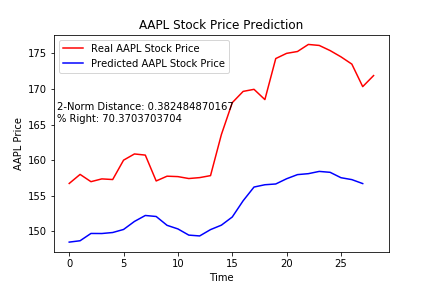 AAPL Stock Price Prediction
Real AAPL Stock Price
Predicted AAPL Stock Price
2-Norm Distance: 0.382484870167
% Right: 70.3703703704
AAPL Price
175
170
165
160
155
150
0 5 10 15 20 25
Time